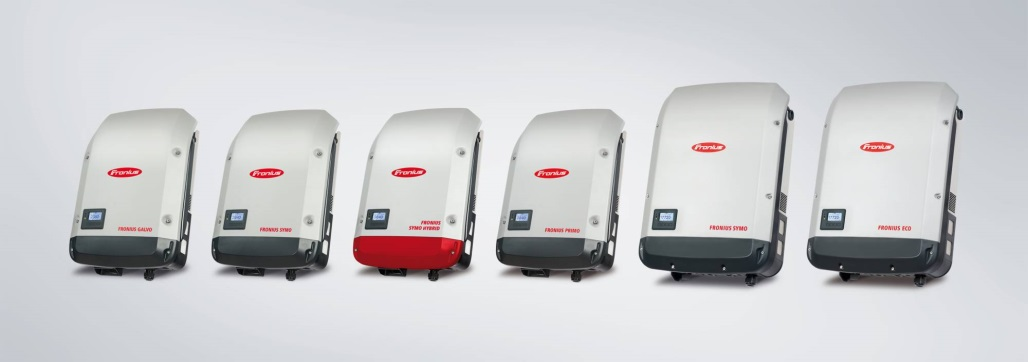 Fronius
FRONIUS GALVO
Fronius
FRONIUS SYMO
Fronius
FRONIUS
SYMO HYBRID
Fronius
FRONIUS PRIMO
Fronius
FRONIUS SYMO
Fronius
FRONIUS ECO